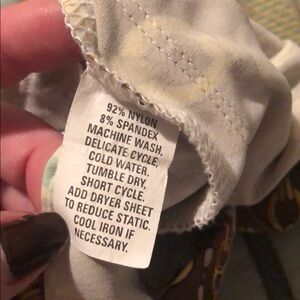 92% NYLON
8% SPANDEX
MACHINE WASH,
DELICATE CYCLE,
COLD WATER.
TUMBLE DRY,
SHORT CYCLE.
ADD DRYER SHEET
TO REDUCE STATIC.
COOL IRON IF
NECESSARY.